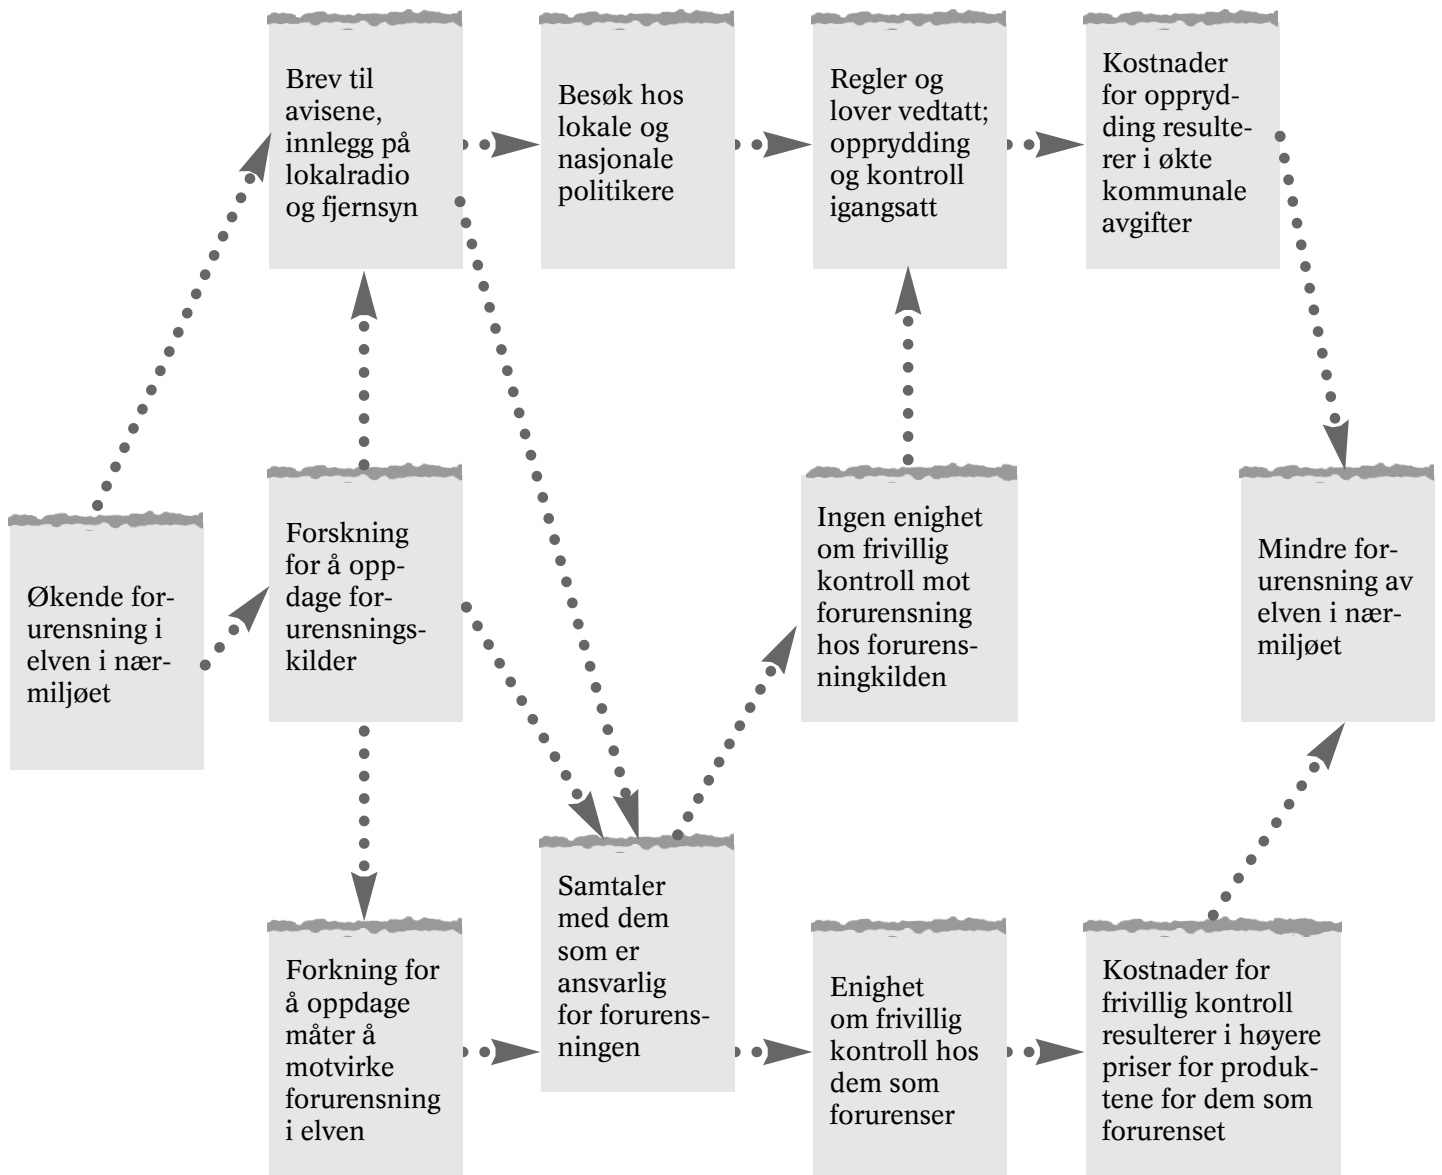 Brev til
avisene,
innlegg på
lokalradio
og fjernsyn
Besøk hos
lokale og
nasjonale
politikere
Regler og
lover vedtatt;
opprydding
og kontroll
igangsatt
Kostnader
for oppryd-
ding resulte-
rer i økte
kommunale
avgifter
Økende for-
urensning i
elven i nær-
miljøet
Forskning
for å opp-
dage for-
urensnings-
kilder
Ingen enighet
om frivillig
kontroll mot
forurensning
hos forurens-
ningkilden
Mindre for-
urensning av
elven i nær-
miljøet
Forkning for
å oppdage
måter å
motvirke
forurensning
i elven
Samtaler
med dem
som er
ansvarlig
for forurens-
ningen
Enighet
om frivillig
kontroll hos
dem som
forurenser
Kostnader for
frivillig kontroll
resulterer i høyere
priser for produk-
tene for dem som
forurenset